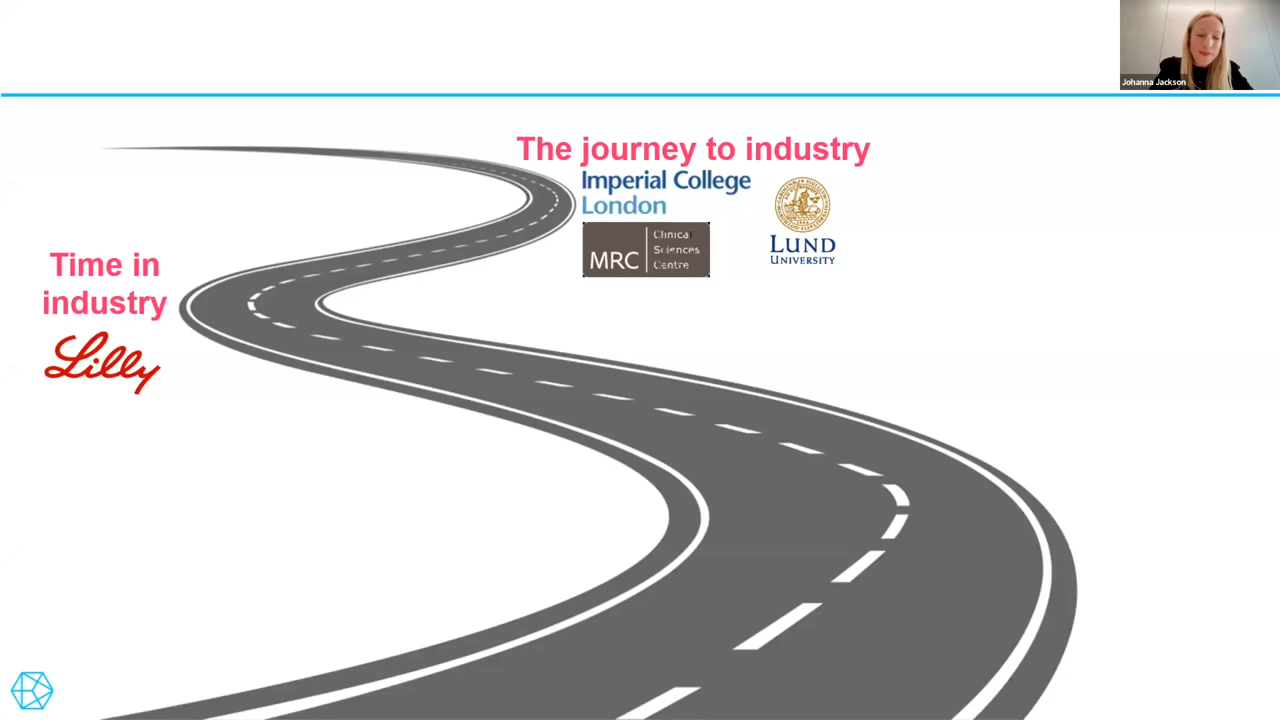 Johanna Jackson
The journey to industry
Imperial College
London
MRC
Clinical
Sciences
Centre
LUND
UNIVERSITY
Time in
industry
Lilly